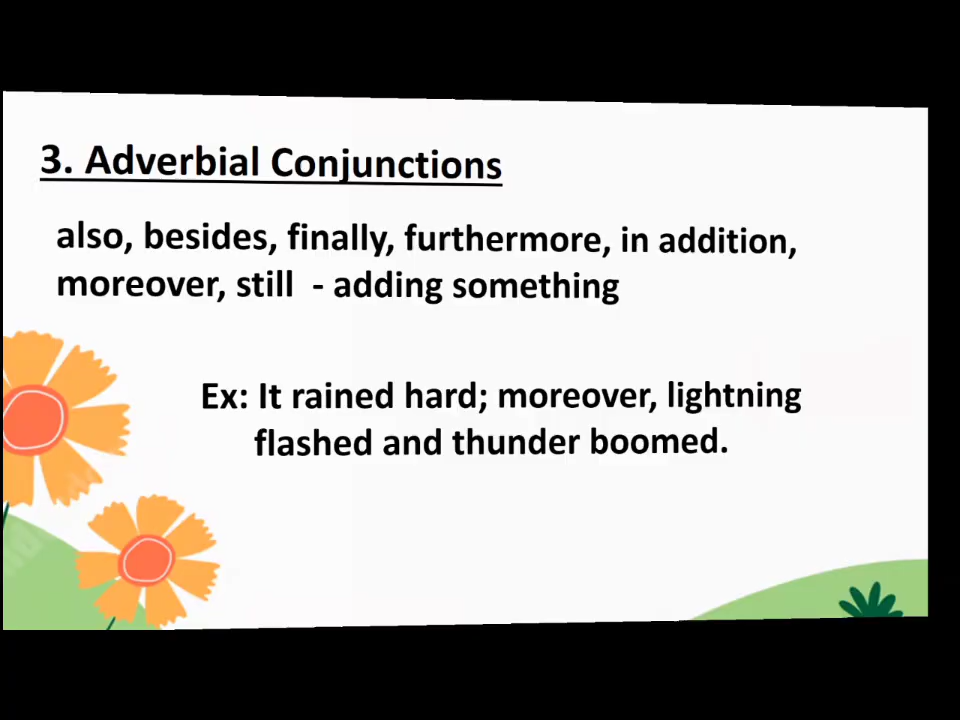 3. Adverbial Conjunctions
also, besides, finally, furthermore, in addition,
moreover, still - adding something
Ex: It rained hard; moreover, lightning
flashed and thunder boomed.